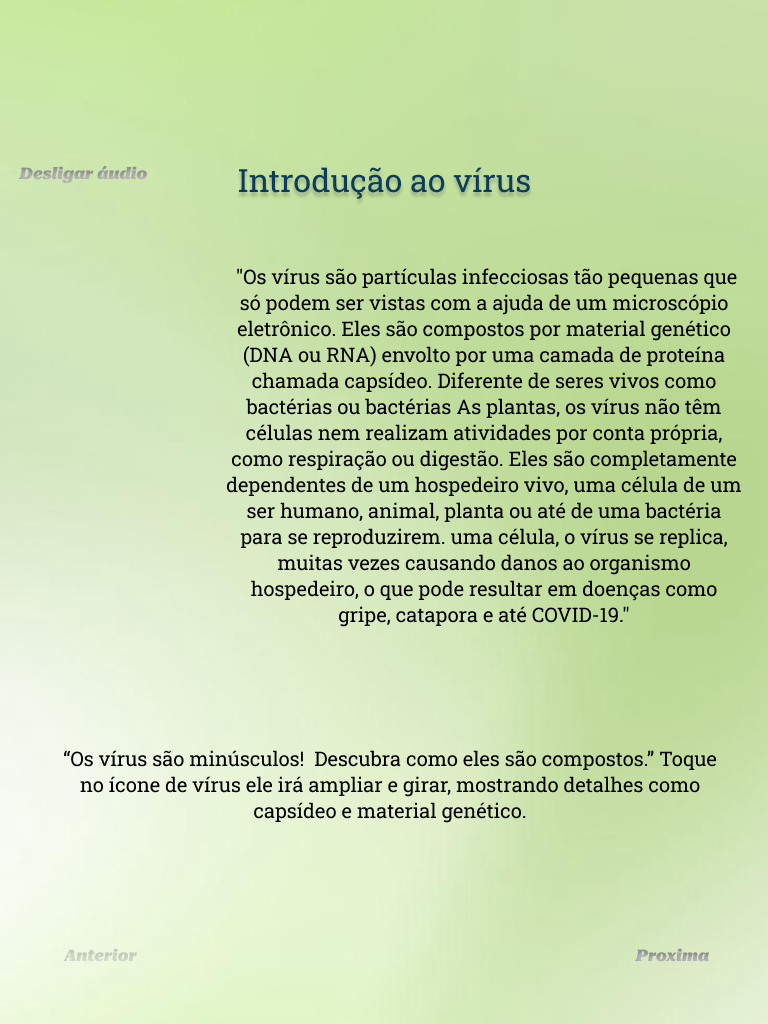 Desligar áudio
Introdução ao vírus
"Os vírus são partículas infecciosas tão pequenas que
só podem ser vistas com a ajuda de um microscópio
eletrônico. Eles são compostos por material genético
(DNA ou RNA) envolto por uma camada de proteína
chamada capsídeo. Diferente de seres vivos como
bactérias ou bactérias As plantas, os vírus não têm
células nem realizam atividades por conta própria,
como respiração ou digestão. Eles são completamente
dependentes de um hospedeiro vivo, uma célula de um
ser humano, animal, planta ou até de uma bactéria
para se reproduzirem. uma célula, o vírus se replica,
muitas vezes causando danos ao organismo
hospedeiro, o que pode resultar em doenças como
gripe, catapora e até COVID-19."
“Os vírus são minúsculos!  Descubra como eles são compostos.” Toque
no ícone de vírus ele irá ampliar e girar, mostrando detalhes como
capsídeo e material genético.
Anterior
Proxima